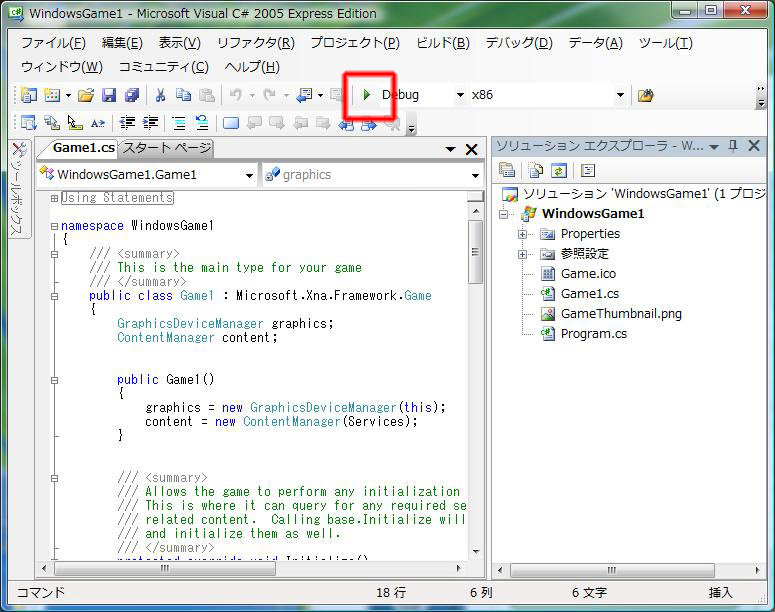 WindowsGame1 - Microsoft Visual C# 2005 Express Edition
ファイル(F) 編集(E) 表示(V) リファクタ(R) プロジェクト(P) ビルド(B) デバッグ(D) データ(A) ツール(T)
ウィンドウ(W) コミュニティ(C) ヘルプ(H)
Debug x86
ツールボックス
Game1.cs スタート ページ
WindowsGame1.Game1 graphics
Using Statements
namespace WindowsGame1
{
/// <summary>
/// This is the main type for your game
/// </summary>
public class Game1 : Microsoft.Xna.Framework.Game
{
GraphicsDeviceManager graphics;
ContentManager content;
public Game1()
{
graphics = new GraphicsDeviceManager(this);
content = new ContentManager(Services);
}
/// <summary>
/// Allows the game to perform any initialization
/// This is where it can query for any required se
/// related content.  Calling base.Initialize will
/// and initialize them as well.
/// </summary>
protected override void Initialize()
ソリューション エクスプローラ - W...
ソリューション 'WindowsGame1' (1 プロジ
WindowsGame1
Properties
参照設定
Game.ico
Game1.cs
GameThumbnail.png
Program.cs
コマンド 18 行 6 列 6 文字 挿入